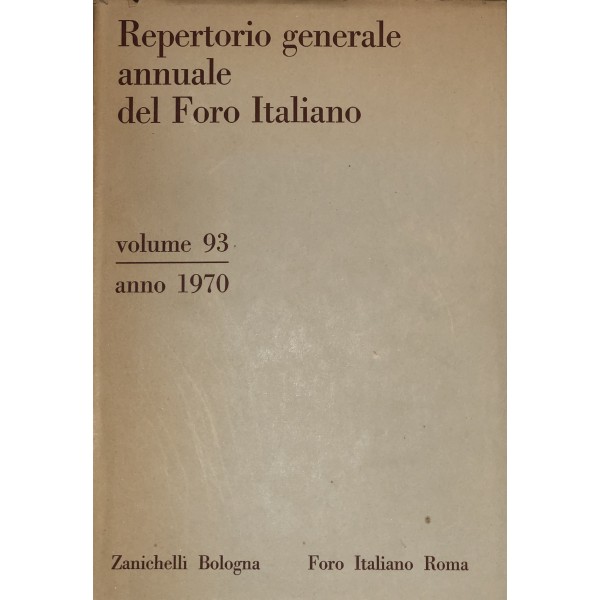 Repertorio generale
annuale
del Foro Italiano
volume 93
anno 1970
Zanichelli Bologna Foro Italiano Roma